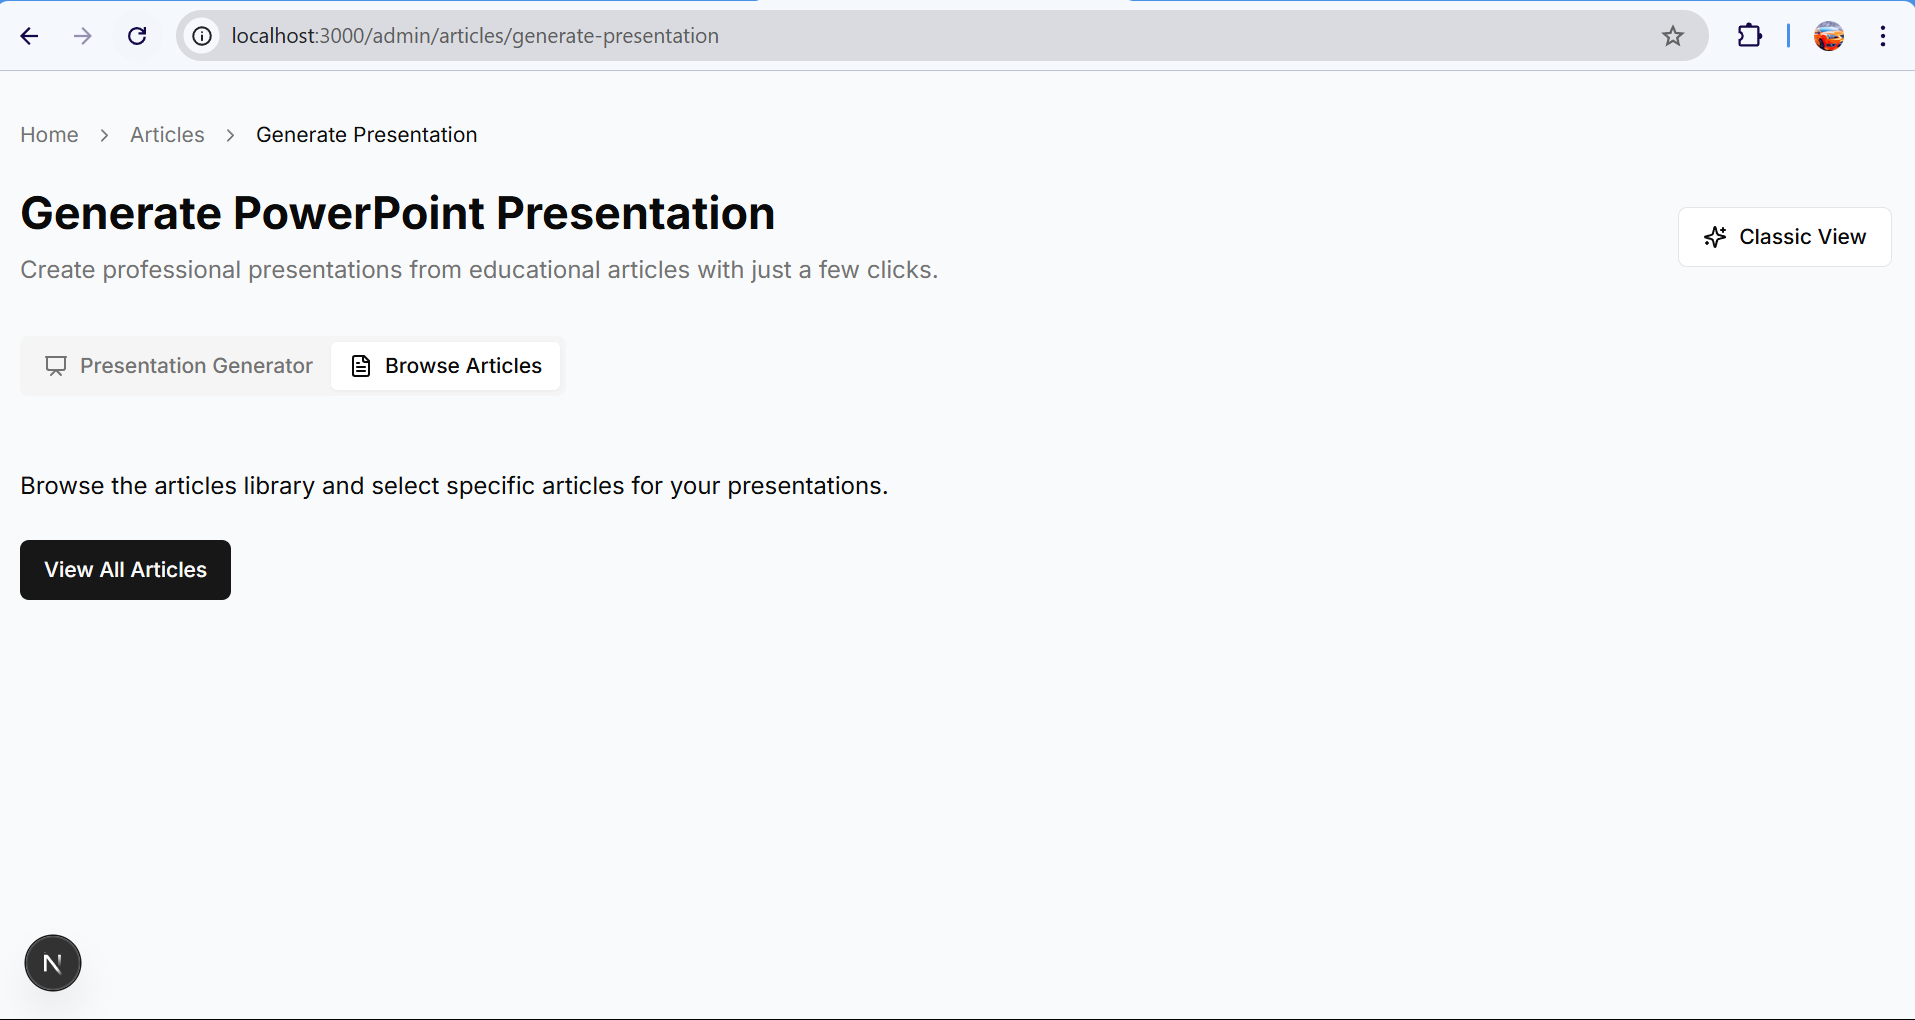 localhost:3000/admin/articles/generate-presentation
Home > Articles > Generate Presentation
Generate PowerPoint Presentation
Classic View
Create professional presentations from educational articles with just a few clicks.
Presentation Generator Browse Articles
Browse the articles library and select specific articles for your presentations.
View All Articles
N